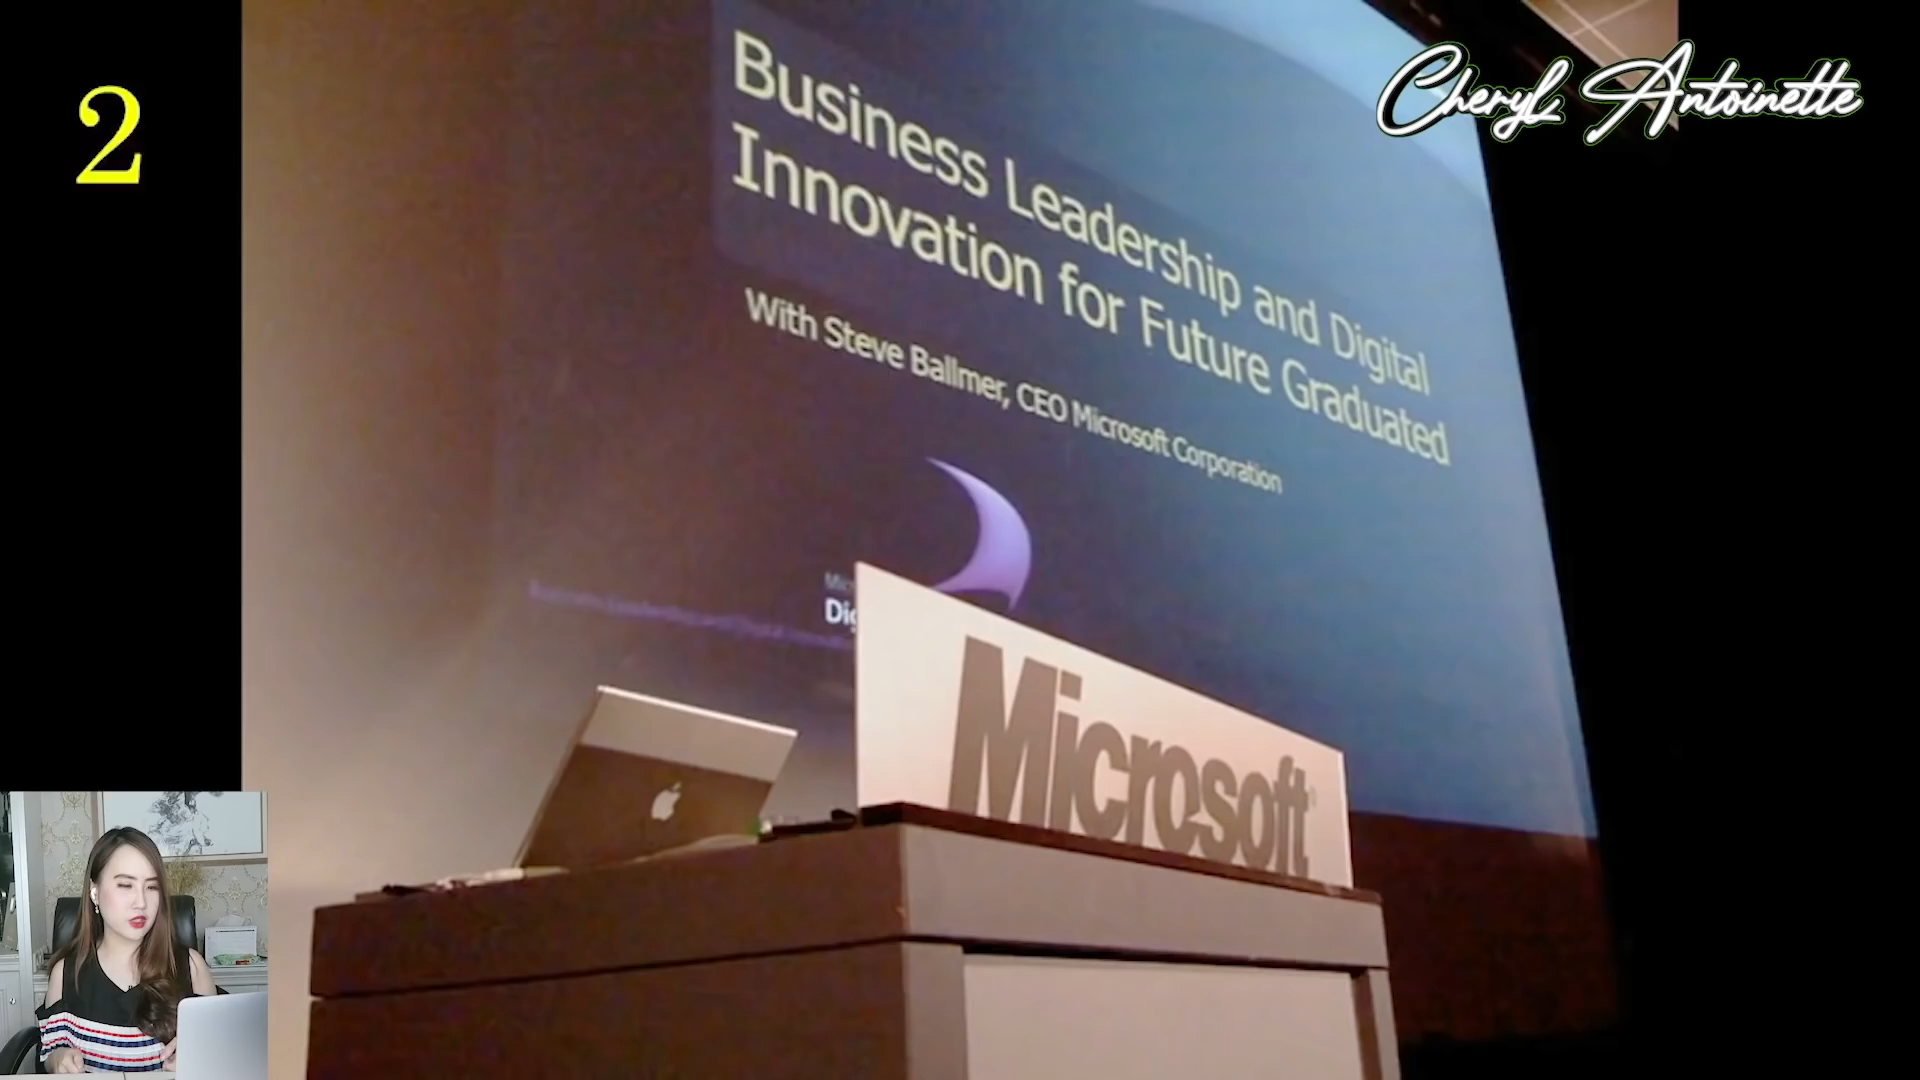 2
Cheryl Antoinette
Business Leadership and Digital
Innovation for Future Graduated
With Steve Ballmer, CEO Microsoft Corporation
Microsoft